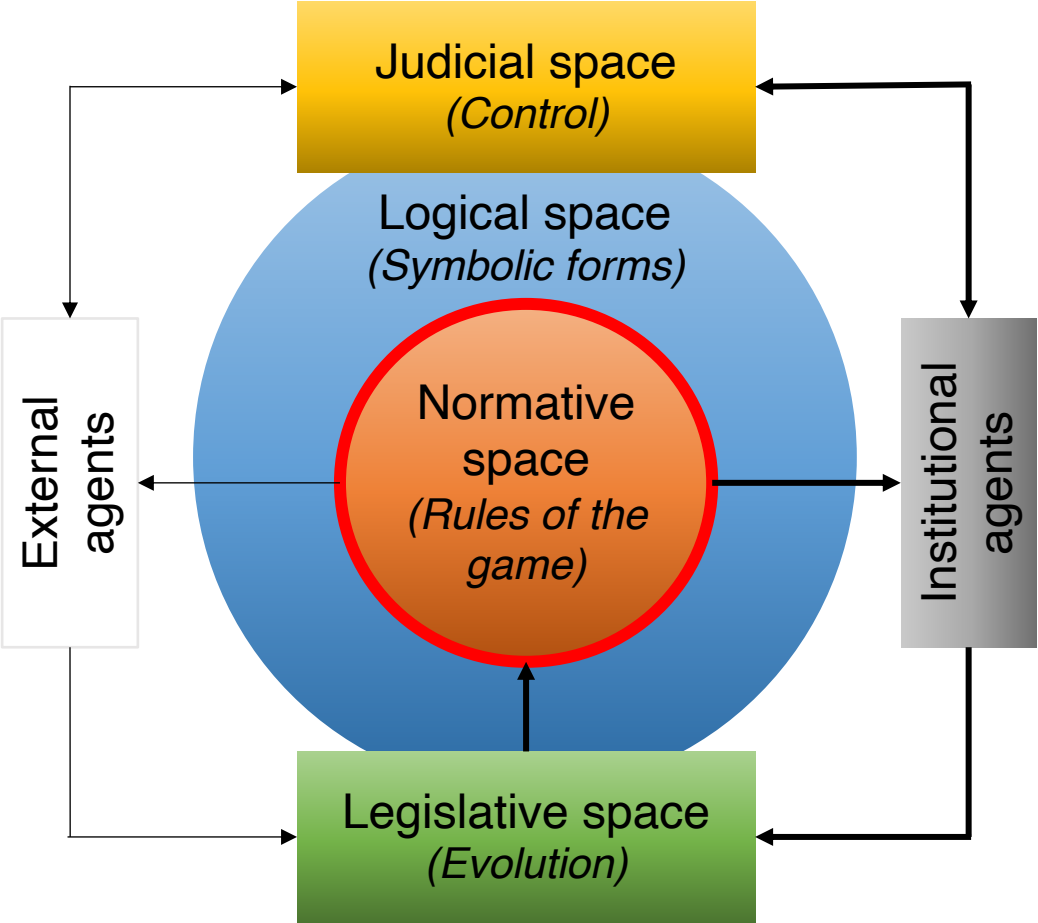 Judicial space
(Control)
Logical space
(Symbolic forms)
External
agents
Normative
space
(Rules of the
game)
Institutional
agents
Legislative space
(Evolution)